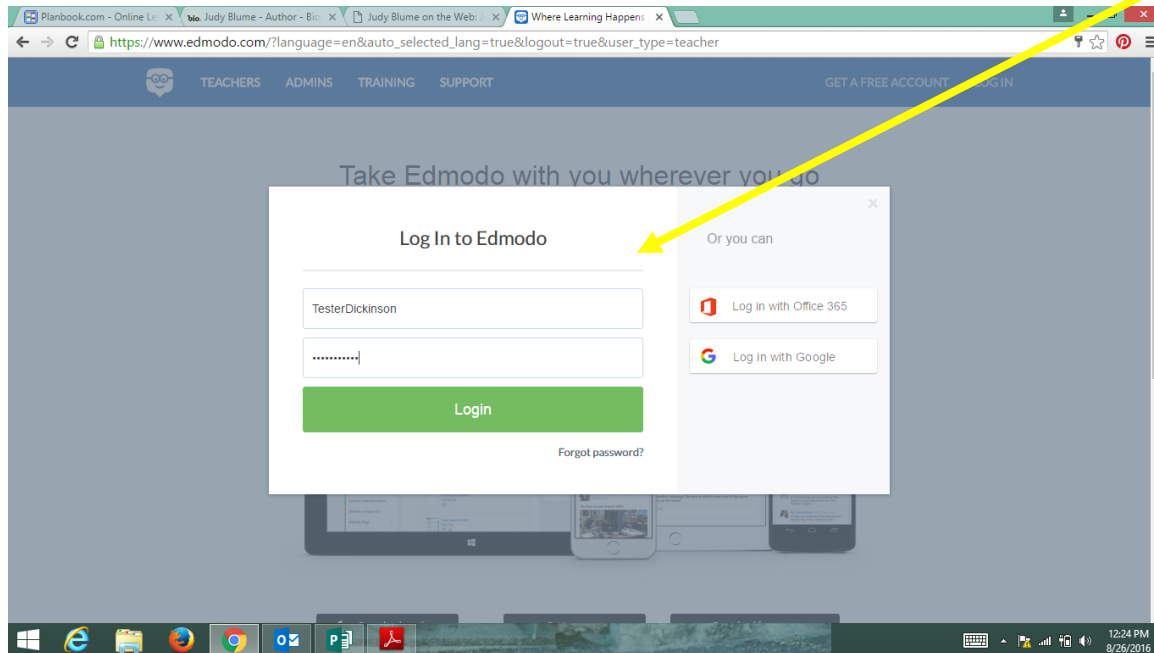 Planbook.com - Online Le
bio. Judy Blume - Author - Bio
Judy Blume on the Web:
Where Learning Happens
https://www.edmodo.com/?language=en&auto_selected_lang=true&logout=true&user_type=teacher
TEACHERS ADMINS TRAINING SUPPORT GET A FREE ACCOUNT
Take Edmodo with you wherever you go
Log In to Edmodo
Or you can
TesterDickinson
•••••••••••
Log in with Office 365
Log in with Google
Login
Forgot password?
12:24 PM
8/26/2016